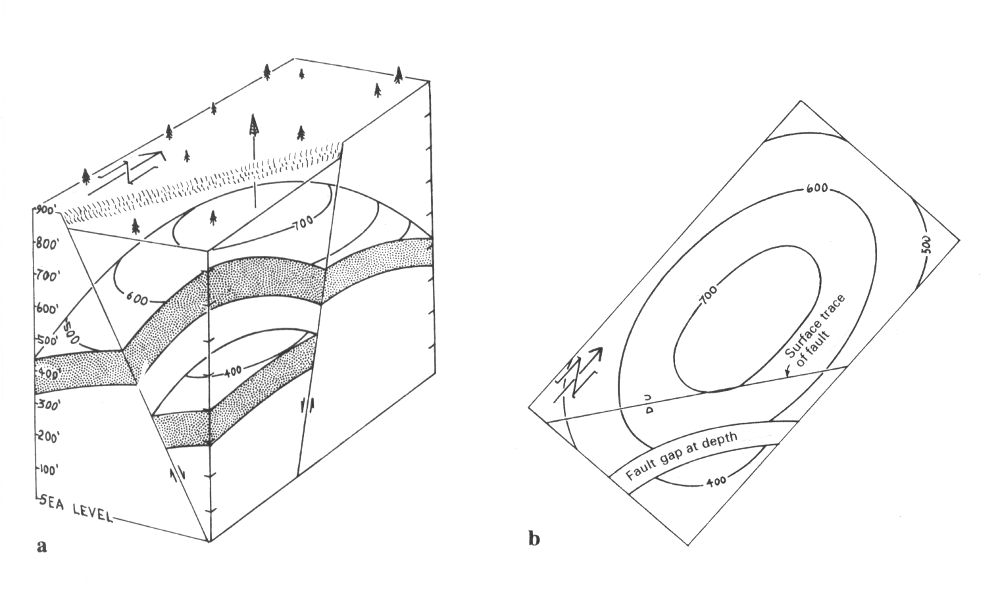 N
900'
800'
700'
600'
500'
400'
300'
200'
100'
SEA LEVEL
700
600
500
400
a
600
500
700
Surface trace
of fault
N
U
D
Fault gap at depth
400
b